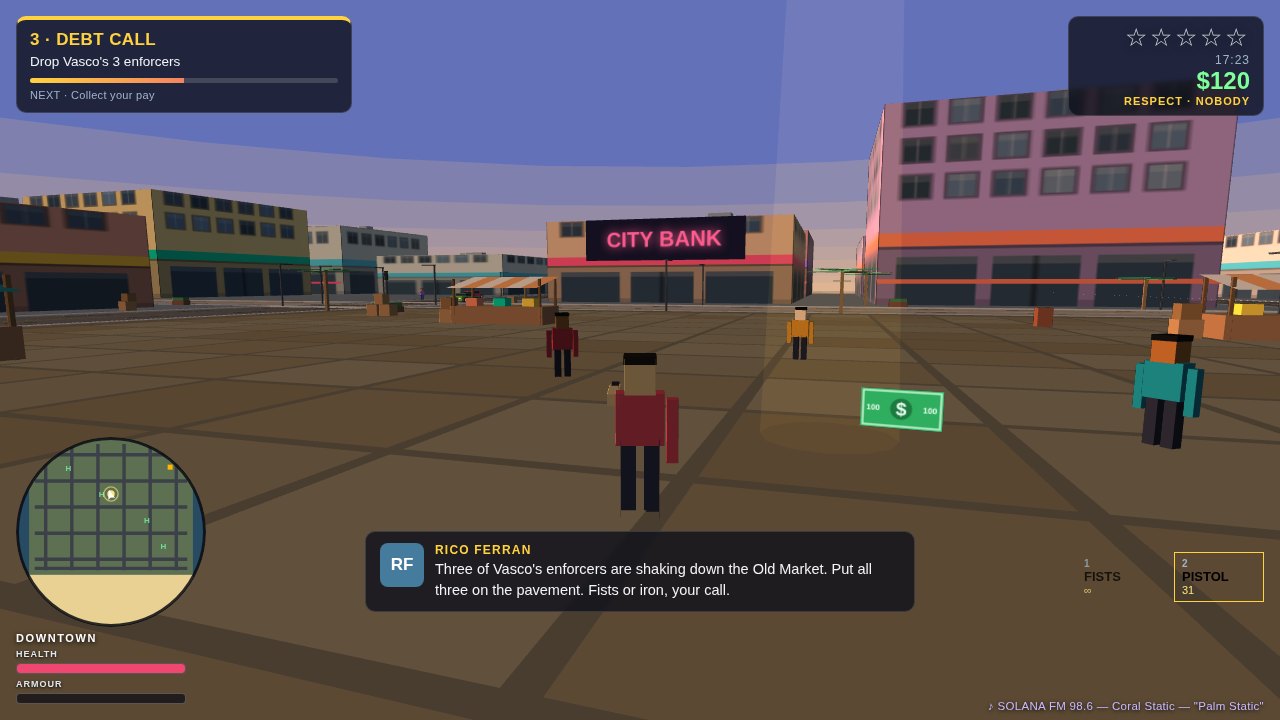 3 · DEBT CALL
Drop Vasco's 3 enforcers
NEXT · Collect your pay
☆☆☆☆☆
17:23
$120
RESPECT · NOBODY
CITY BANK
100 $ 100
H
H
H
H
RF
RICO FERRAN
Three of Vasco's enforcers are shaking down the Old Market. Put all
three on the pavement. Fists or iron, your call.
1
FISTS
∞
2
PISTOL
31
DOWNTOWN
HEALTH
ARMOUR
♪ SOLANA FM 98.6 — Coral Static — "Palm Static"